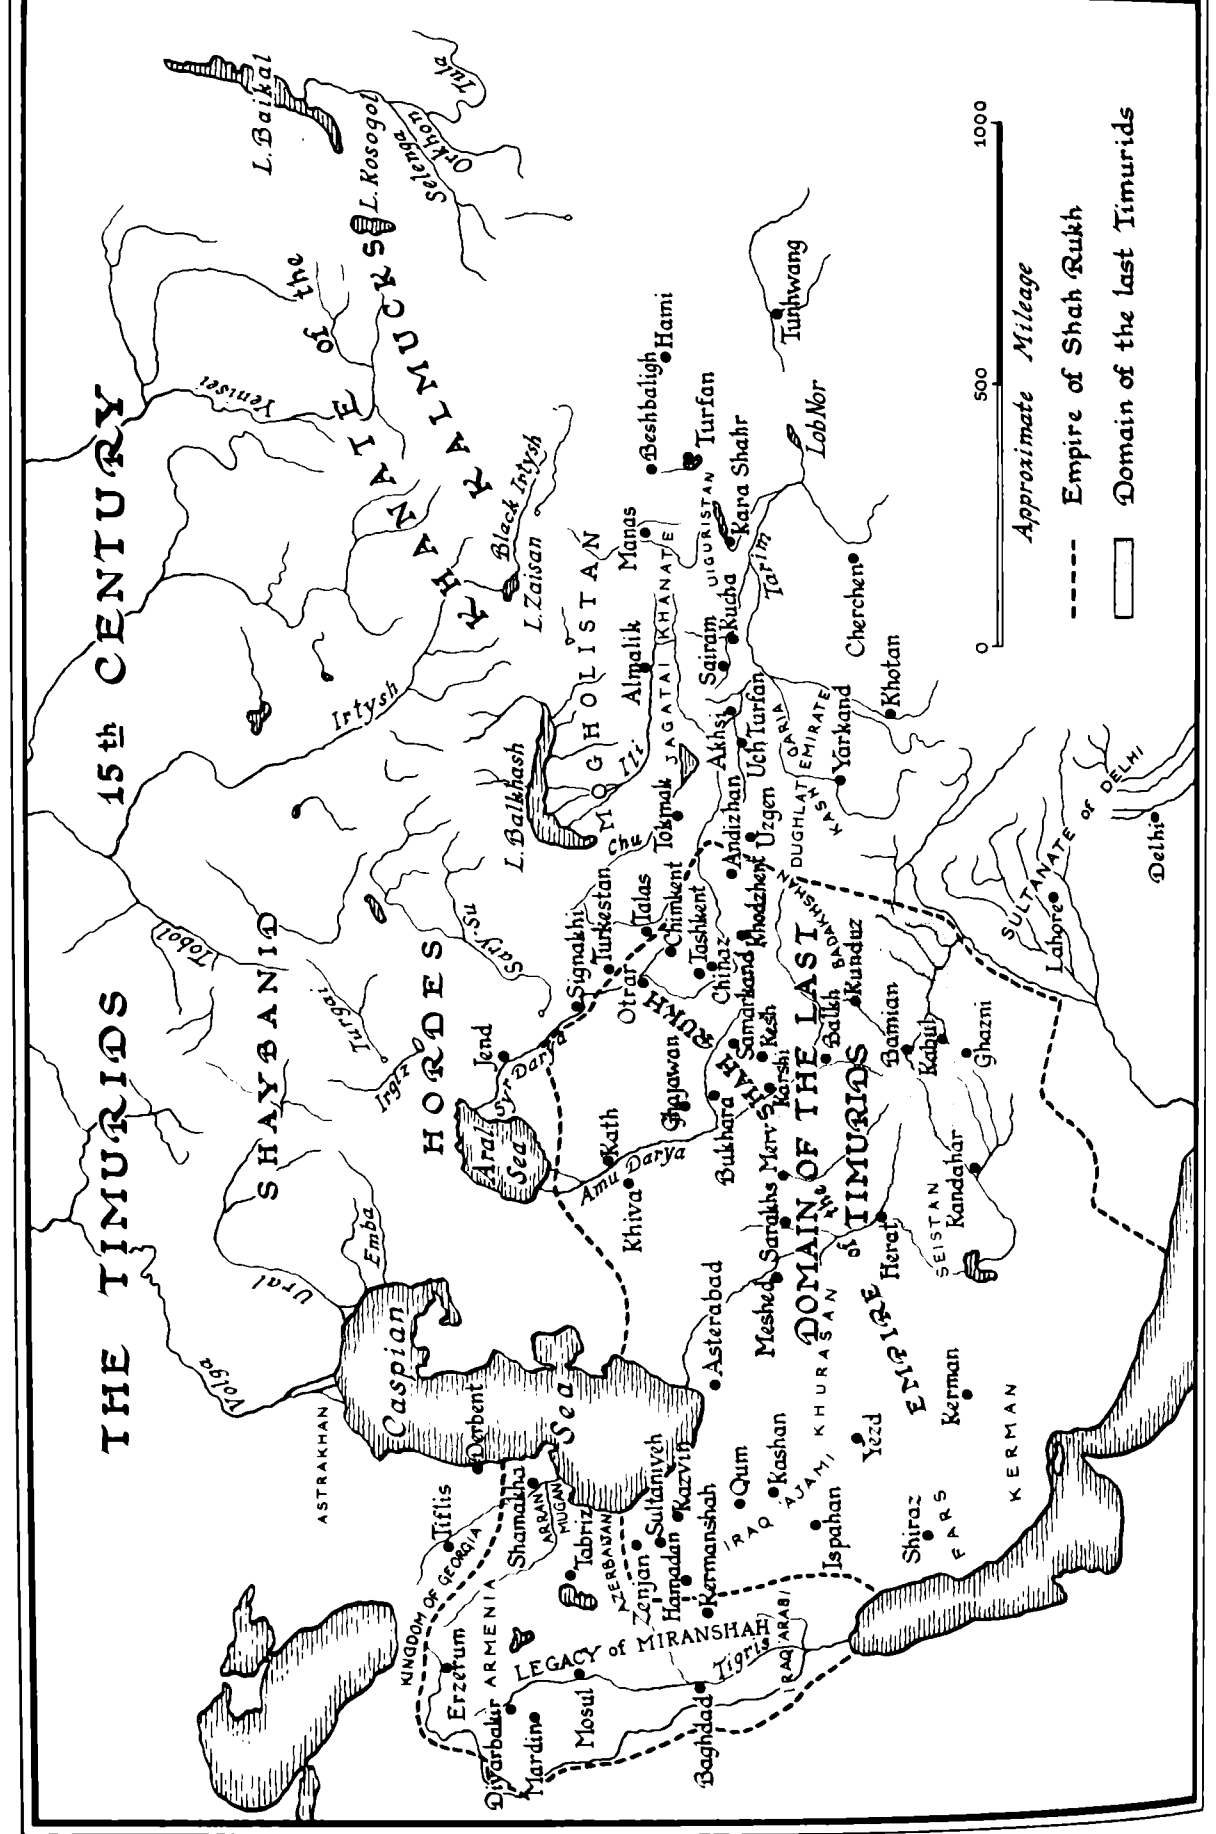 THE TIMURIDS 15th CENTURY
L. Baikal
L. Kosogol
Selenga
Orkhon
Tula
Yenisei
KHANATE of the
KALMUCKS
Black Irtysh
L. Zaisan
Irtysh
Tobol
Turgai
Irgiz
Sary-Su
SHAYBANID
HORDES
Ural
Emba
Volga
ASTRAKHAN
Caspian
Sea
Aral
Sea
Syr Darya
Jend
Signakhi
Turkestan
Otrar
Talas
Chimkent
Tashkent
Chinaz
Khodzhent
Andizhan
Uzgen
Akhsi
Uch Turfan
L. Balkhash
MOGHOLISTAN
Ili
Chu
Tokmak
JAGATAI KHANATE
Almalik
Manas
Beshbaligh
Hami
Turfan
UIGURISTAN
Kara Shahr
Kucha
Sairam
Tarim
Lob Nor
Tunhwang
Cherchen
Khotan
Yarkand
KASH DARIA
DUGHLAT EMIRATE
BADAKHSHAN
Kunduz
Balkh
Bamian
Kabul
Ghazni
Kandahar
SEISTAN
Herat
SULTANATE of DELHI
Lahore
Delhi
Kath
Khiva
Amu Darya
Ghajawan
Bukhara
Samarkand
Kesh
Karshi
Merv
Sarakhs
Meshed
Asterabad
EMPIRE of SHAH RUKH
DOMAIN OF THE LAST
the
TIMURIDS
KHURASAN
Yezd
Kerman
KERMAN
Shiraz
FARS
Ispahan
Kashan
Qum
IRAQ AJAMI
Kazvin
Sultaniyeh
Zenjan
Hamadan
Kermanshah
AZERBAIJAN
Tabriz
MUGAN
ARRAN
Shamakha
Derbent
Tiflis
KINGDOM OF GEORGIA
ARMENIA
Erzerum
Diyarbakir
Mardin
Mosul
LEGACY of MIRANSHAH
Tigris
Baghdad
IRAQ ARABI
0 500 1000
Approximate Mileage
Empire of Shah Rukh
Domain of the last Timurids